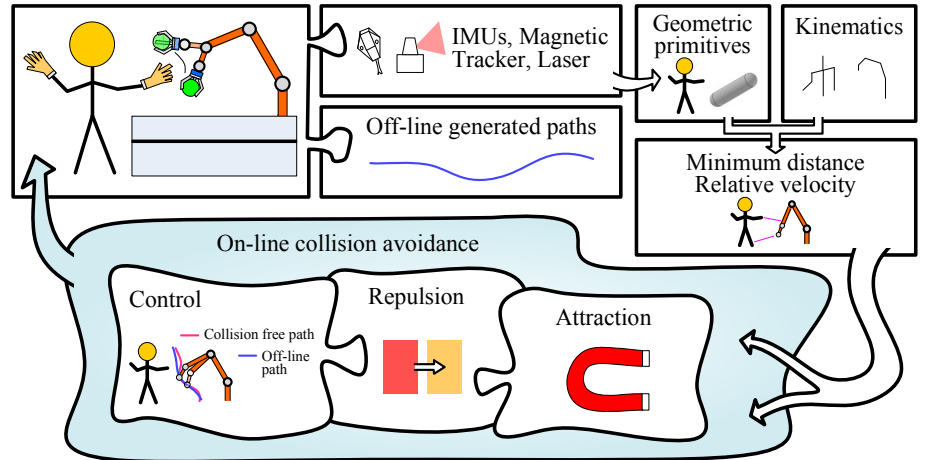 IMUs, Magnetic
Tracker, Laser
Geometric
primitives
Kinematics
Off-line generated paths
Minimum distance
Relative velocity
On-line collision avoidance
Control
Collision free path
Off-line
path
Repulsion
Attraction